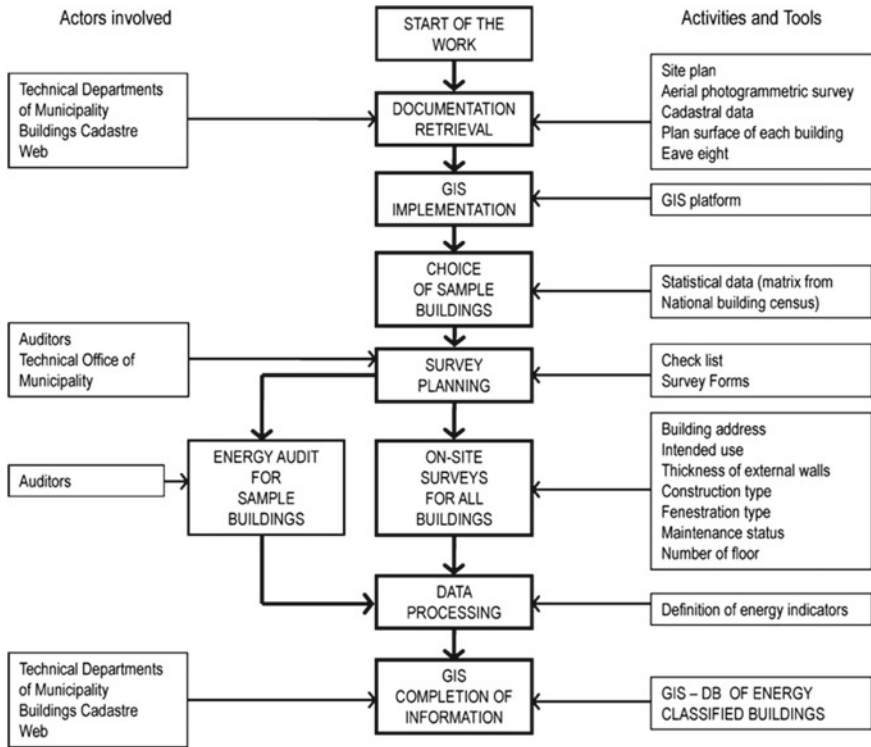 Actors involved
Activities and Tools
START OF THE
WORK
Technical Departments
of Municipality
Buildings Cadastre
Web
DOCUMENTATION
RETRIEVAL
Site plan
Aerial photogrammetric survey
Cadastral data
Plan surface of each building
Eave eight
GIS
IMPLEMENTATION
GIS platform
CHOICE
OF SAMPLE
BUILDINGS
Statistical data (matrix from
National building census)
Auditors
Technical Office of
Municipality
SURVEY
PLANNING
Check list
Survey Forms
Auditors
ENERGY AUDIT
FOR
SAMPLE
BUILDINGS
ON-SITE
SURVEYS
FOR ALL
BUILDINGS
Building address
Intended use
Thickness of external walls
Construction type
Fenestration type
Maintenance status
Number of floor
DATA
PROCESSING
Definition of energy indicators
Technical Departments
of Municipality
Buildings Cadastre
Web
GIS
COMPLETION OF
INFORMATION
GIS – DB OF ENERGY
CLASSIFIED BUILDINGS